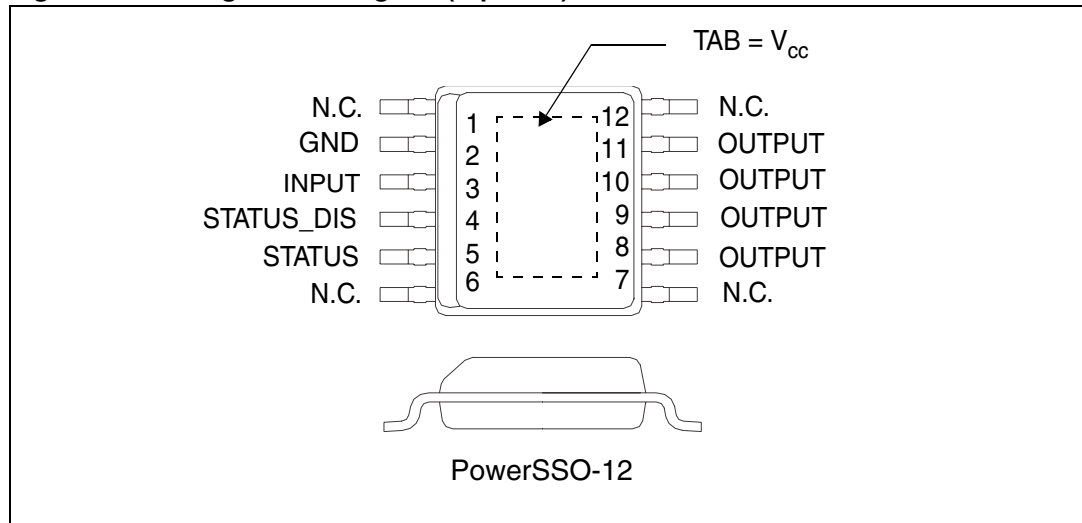 TAB = Vcc
N.C. 1 12 N.C.
GND 2 11 OUTPUT
INPUT 3 10 OUTPUT
STATUS_DIS 4 9 OUTPUT
STATUS 5 8 OUTPUT
N.C. 6 7 N.C.
PowerSSO-12